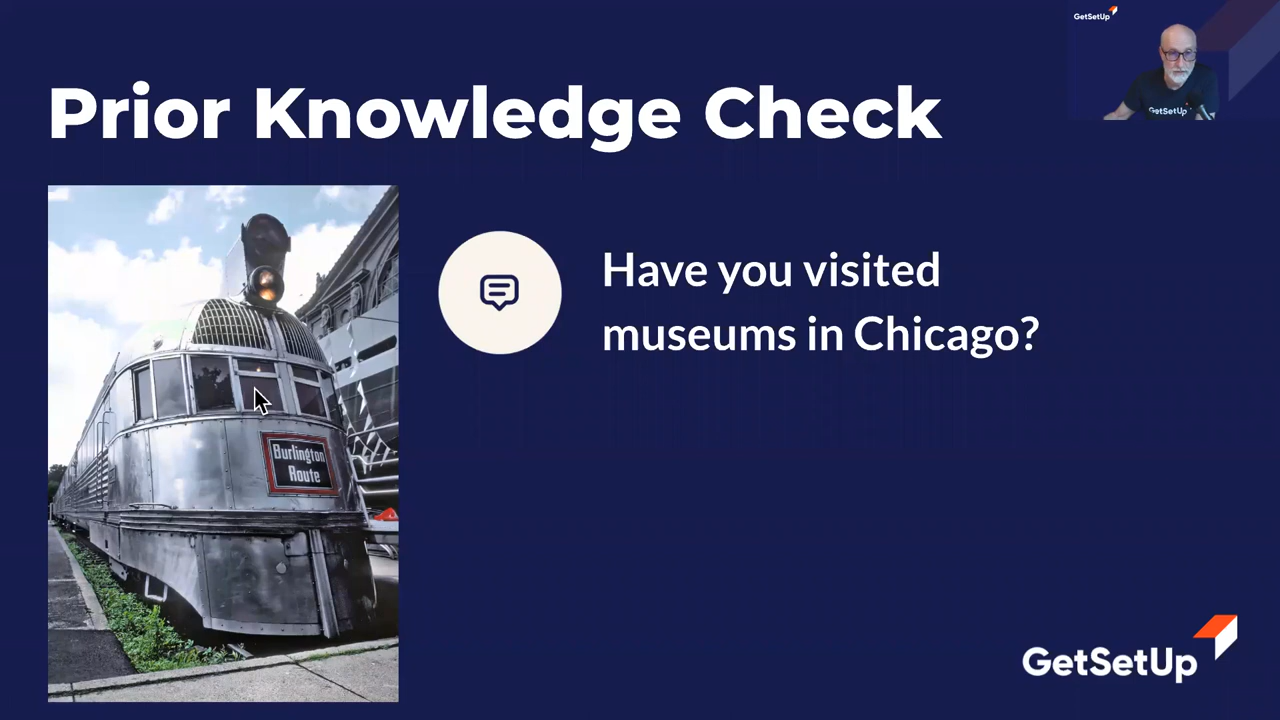 GetSetUp
Prior Knowledge Check
GetSetUp
Have you visited
museums in Chicago?
Burlington
Route
GetSetUp